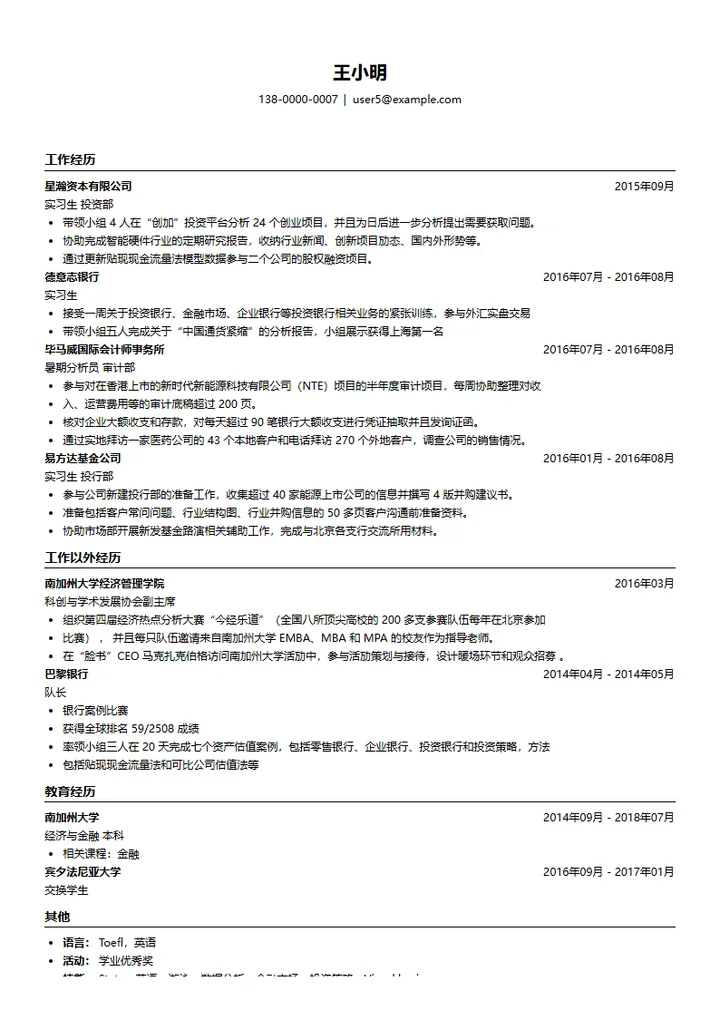 王小明
138-0000-0007 | user5@example.com
工作经历
星瀚资本有限公司 2015年09月
实习生 投资部
• 带领小组 4 人在“创加”投资平台分析 24 个创业项目，并且为日后进一步分析提出需要获取问题。
• 协助完成智能硬件行业的定期研究报告，收纳行业新闻、创新项目动态、国内外形势等。
• 通过更新贴现现金流量法模型数据参与二个公司的股权融资项目。
德意志银行 2016年07月 - 2016年08月
实习生
• 接受一周关于投资银行、金融市场、企业银行等投资银行相关业务的紧张训练，参与外汇实盘交易
• 带领小组五人完成关于“中国通货紧缩”的分析报告，小组展示获得上海第一名
毕马威国际会计师事务所 2016年07月 - 2016年08月
暑期分析员 审计部
• 参与对在香港上市的新时代新能源科技有限公司（NTE）项目的半年度审计项目，每周协助整理对收
• 入、运营费用等的审计底稿超过 200 页。
• 核对企业大额收支和存款，对每天超过 90 笔银行大额收支进行凭证抽取并且发询证函。
• 通过实地拜访一家医药公司的 43 个本地客户和电话拜访 270 个外地客户，调查公司的销售情况。
易方达基金公司 2016年01月 - 2016年08月
实习生 投行部
• 参与公司新建投行部的准备工作，收集超过 40 家能源上市公司的信息并撰写 4 版并购建议书。
• 准备包括客户常问问题、行业结构图、行业并购信息的 50 多页客户沟通前准备资料。
• 协助市场部开展新发基金路演相关辅助工作，完成与北京各支行交流所用材料。
工作以外经历
南加州大学经济管理学院 2016年03月
科创与学术发展协会副主席
• 组织第四届经济热点分析大赛“今经乐道”（全国八所顶尖高校的 200 多支参赛队伍每年在北京参加
• 比赛） ，并且每只队伍邀请来自南加州大学 EMBA、MBA 和 MPA 的校友作为指导老师。
• 在“脸书”CEO 马克扎克伯格访问南加州大学活动中，参与活动策划与接待，设计暖场环节和观众招募 。
巴黎银行 2014年04月 - 2014年05月
队长
• 银行案例比赛
• 获得全球排名 59/2508 成绩
• 率领小组三人在 20 天完成七个资产估值案例，包括零售银行、企业银行、投资银行和投资策略，方法
• 包括贴现现金流量法和可比公司估值法等
教育经历
南加州大学 2014年09月 - 2018年07月
经济与金融 本科
• 相关课程：金融
宾夕法尼亚大学 2016年09月 - 2017年01月
交换学生
其他
• 语言： Toefl，英语
• 活动： 学业优秀奖